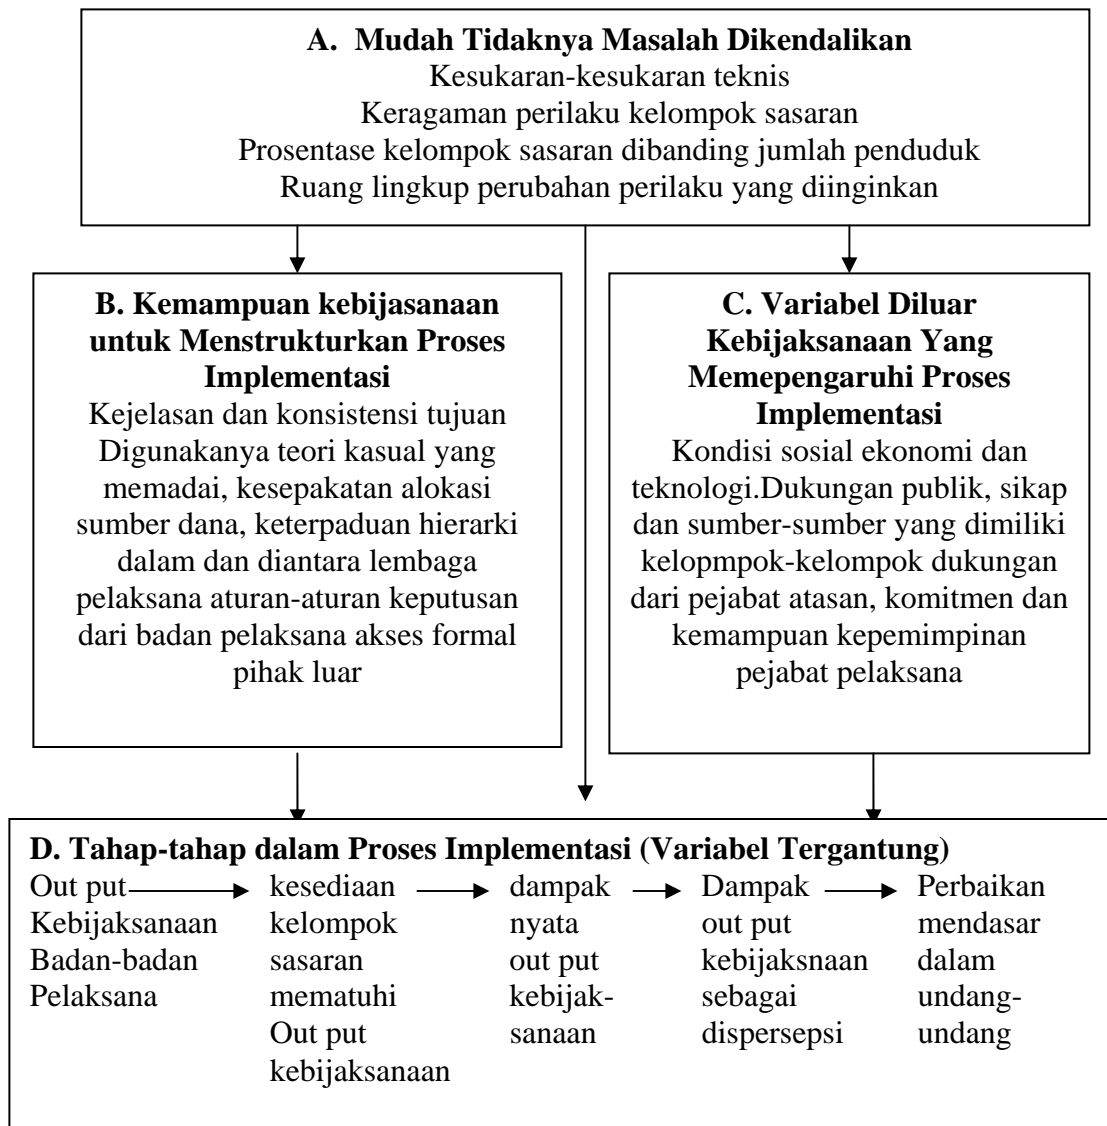 A. Mudah Tidaknya Masalah Dikendalikan
Kesukaran-kesukaran teknis
Keragaman perilaku kelompok sasaran
Prosentase kelompok sasaran dibanding jumlah penduduk
Ruang lingkup perubahan perilaku yang diinginkan
B. Kemampuan kebijasanaan
untuk Menstrukturkan Proses
Implementasi
Kejelasan dan konsistensi tujuan
Digunakanya teori kasual yang
memadai, kesepakatan alokasi
sumber dana, keterpaduan hierarki
dalam dan diantara lembaga
pelaksana aturan-aturan keputusan
dari badan pelaksana akses formal
pihak luar
C. Variabel Diluar
Kebijaksanaan Yang
Memepengaruhi Proses
Implementasi
Kondisi sosial ekonomi dan
teknologi.Dukungan publik, sikap
dan sumber-sumber yang dimiliki
kelopmpok-kelompok dukungan
dari pejabat atasan, komitmen dan
kemampuan kepemimpinan
pejabat pelaksana
D. Tahap-tahap dalam Proses Implementasi (Variabel Tergantung)
Out put
Kebijaksanaan
Badan-badan
Pelaksana
kesediaan
kelompok
sasaran
mematuhi
Out put
kebijaksanaan
dampak
nyata
out put
kebijak-
sanaan
Dampak
out put
kebijaksnaan
sebagai
dispersepsi
Perbaikan
mendasar
dalam
undang-
undang